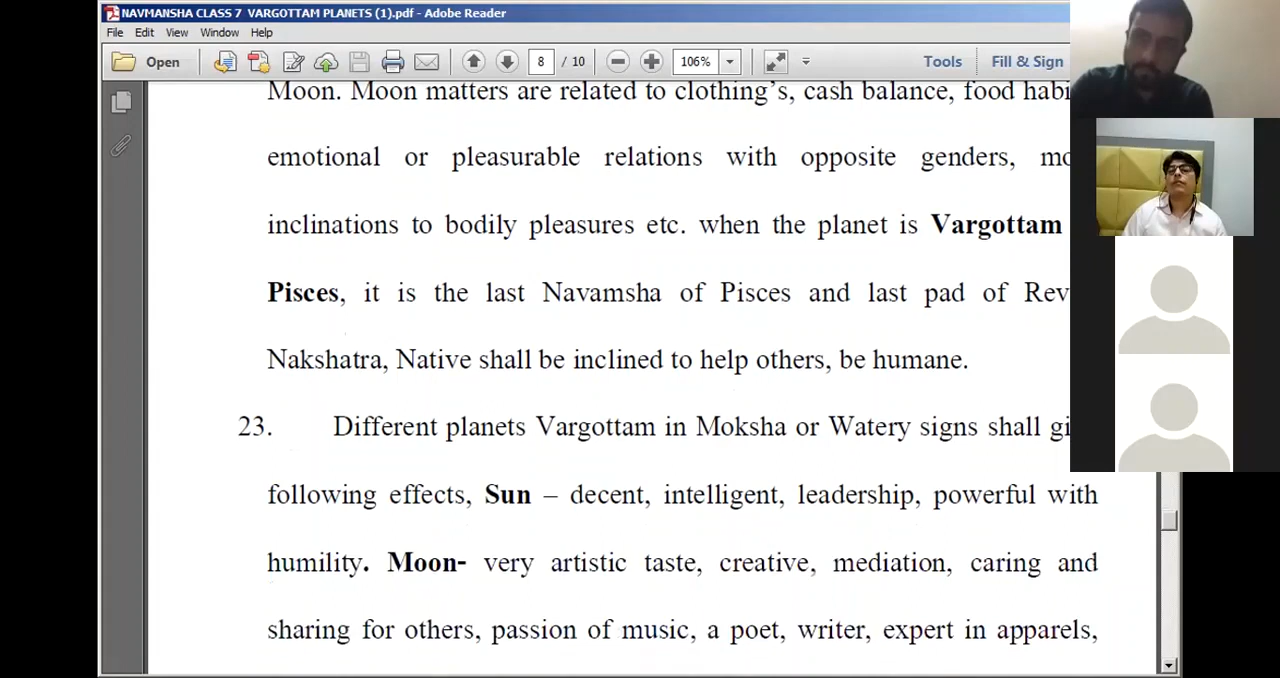 NAVMANSHA CLASS 7 VARGOTTAM PLANETS (1).pdf - Adobe Reader
File Edit View Window Help
Open 8 / 10 106% Tools Fill & Sign
Moon. Moon matters are related to clothing's, cash balance, food
emotional or pleasurable relations with opposite genders,
inclinations to bodily pleasures etc. when the planet is Vargottam
Pisces, it is the last Navamsha of Pisces and last pad of
Nakshatra, Native shall be inclined to help others, be humane.
23. Different planets Vargottam in Moksha or Watery signs shall
following effects, Sun – decent, intelligent, leadership, powerful with
humility. Moon- very artistic taste, creative, mediation, caring and
sharing for others, passion of music, a poet, writer, expert in apparels,